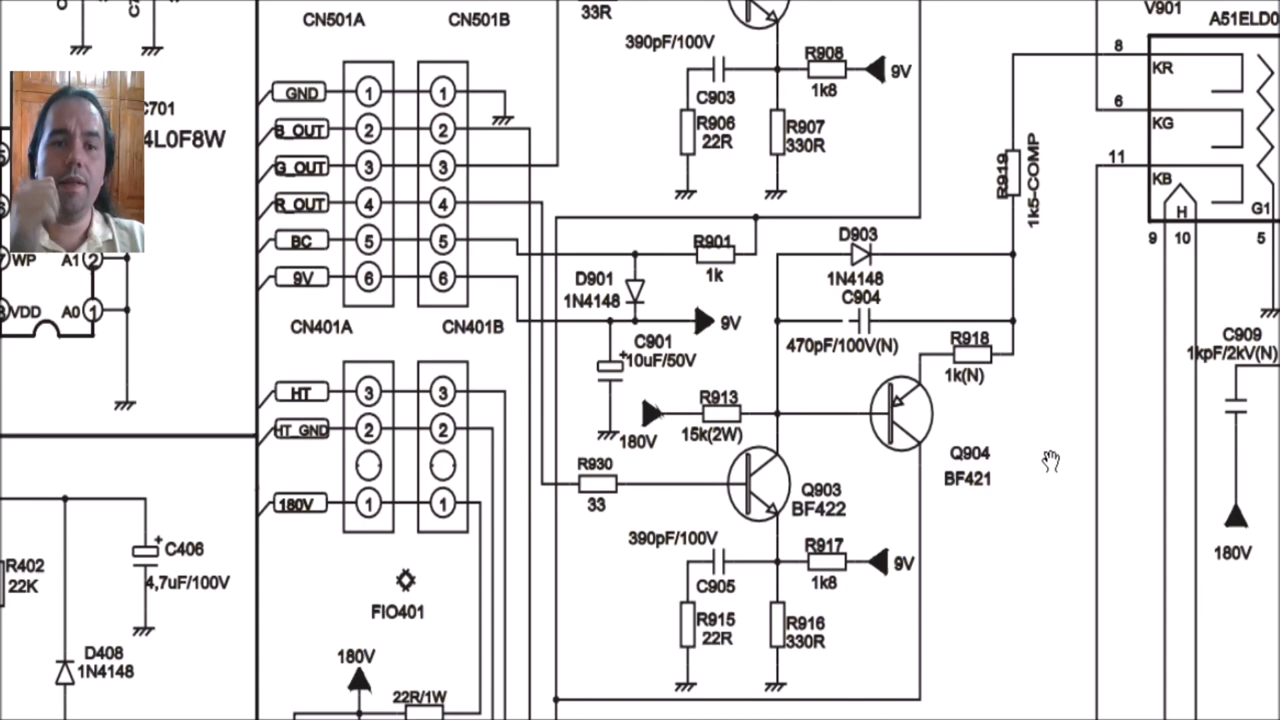 CN501A
CN501B
33R
V901
A51ELD0
390pF/100V
R908
9V
1k8
8
KR
GND
1
1
C903
C701
4L0F8W
B_OUT
2
2
R906
22R
R907
330R
6
KG
G_OUT
3
3
11
KB
R919
1k5-COMP
R_OUT
4
4
H
G1
BC
5
5
R901
1k
D903
1N4148
9
10
5
WP
A1
2
9V
6
6
D901
1N4148
C904
VDD
A0
1
9V
CN401A
CN401B
C901
10uF/50V
470pF/100V(N)
R918
1k(N)
C909
1kpF/2kV(N)
HT
3
3
R913
15k(2W)
180V
HT_GND
2
2
Q904
BF421
R930
33
Q903
BF422
180V
1
1
390pF/100V
R917
9V
1k8
C905
180V
C406
4,7uF/100V
R402
22K
FIO401
R915
22R
R916
330R
D408
1N4148
180V
22R/1W